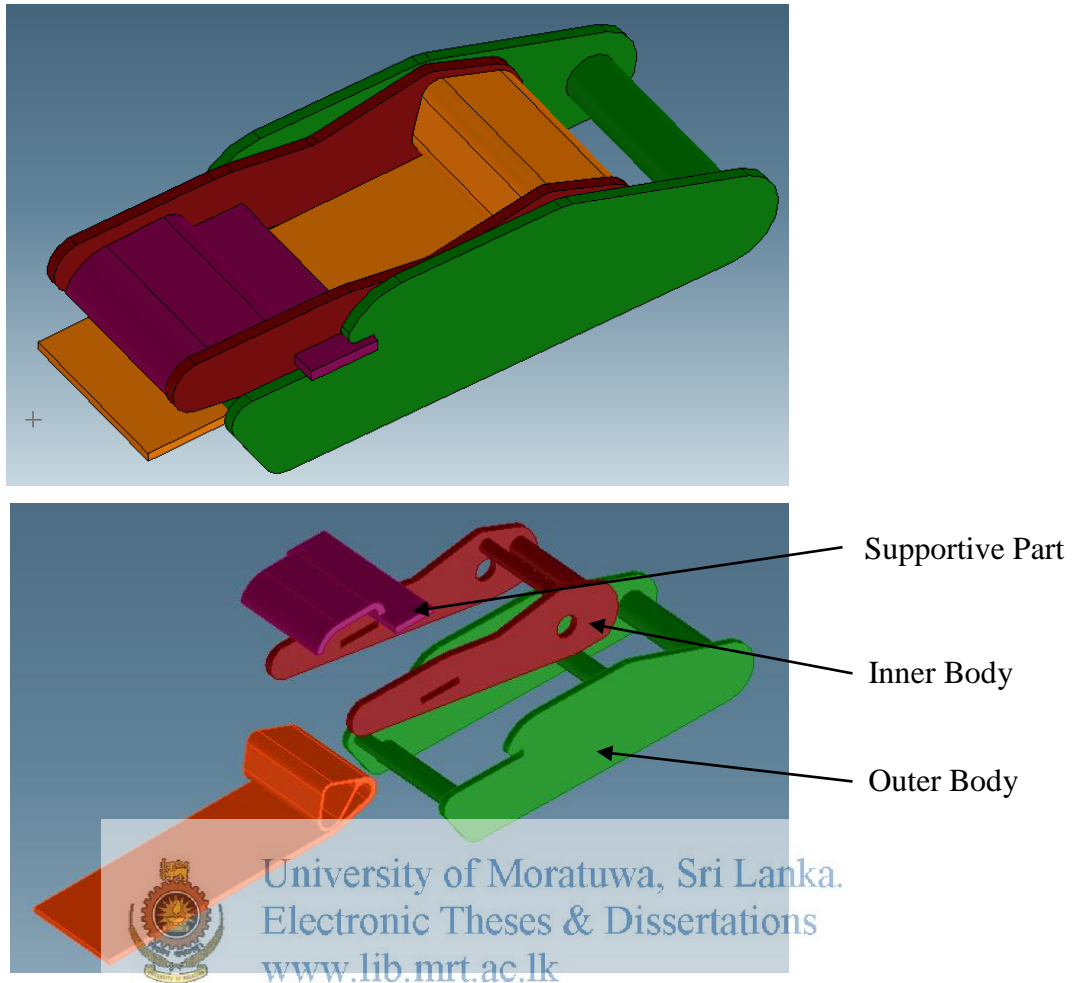 Supportive Part
Inner Body
Outer Body
University of Moratuwa, Sri Lanka.
Electronic Theses & Dissertations
www.lib.mrt.ac.lk